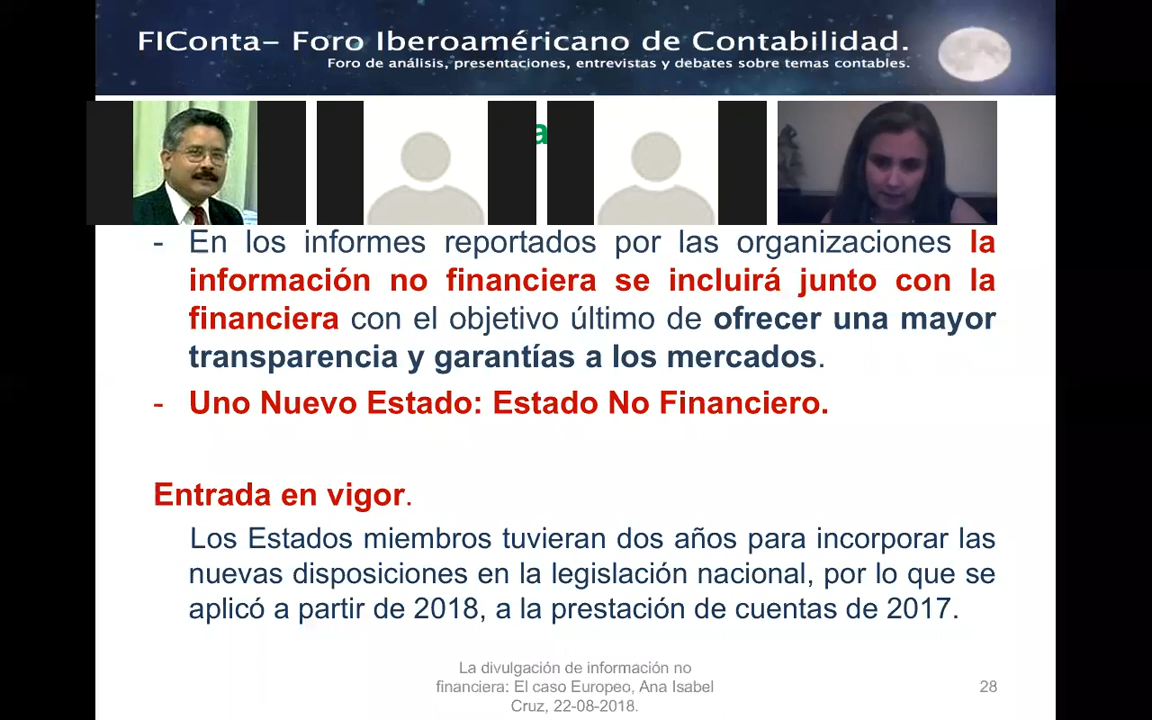 FIConta– Foro Iberoaméricano de Contabilidad.
Foro de análisis, presentaciones, entrevistas y debates sobre temas contables.
- En los informes reportados por las organizaciones la
información no financiera se incluirá junto con la
financiera con el objetivo último de ofrecer una mayor
transparencia y garantías a los mercados.
- Uno Nuevo Estado: Estado No Financiero.
Entrada en vigor.
Los Estados miembros tuvieran dos años para incorporar las
nuevas disposiciones en la legislación nacional, por lo que se
aplicó a partir de 2018, a la prestación de cuentas de 2017.
La divulgación de información no
financiera: El caso Europeo, Ana Isabel
Cruz, 22-08-2018.
28